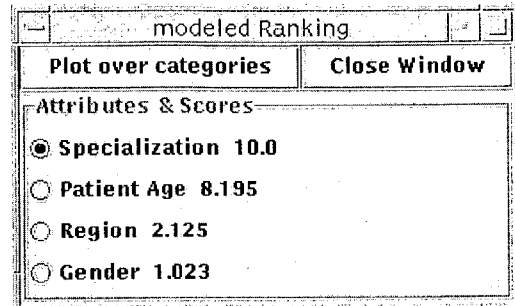 modeled Ranking
Plot over categories Close Window
Attributes & Scores
Specialization 10.0
Patient Age 8.195
Region 2.125
Gender 1.023